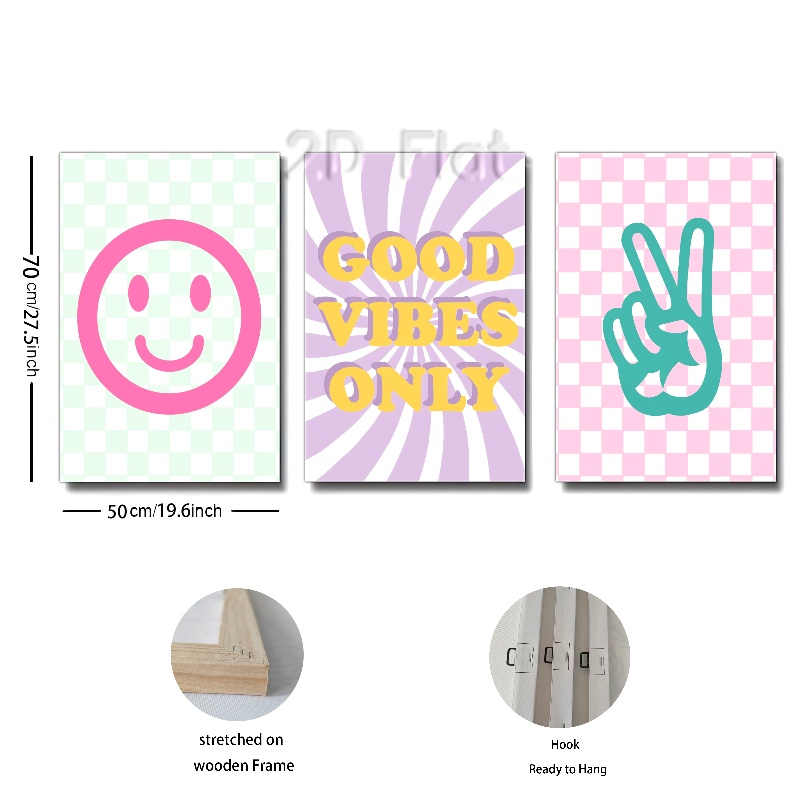 2D Flat
GOOD
VIBES
ONLY
70 cm/27.5inch
50 cm/19.6inch
stretched on
wooden Frame
Hook
Ready to Hang